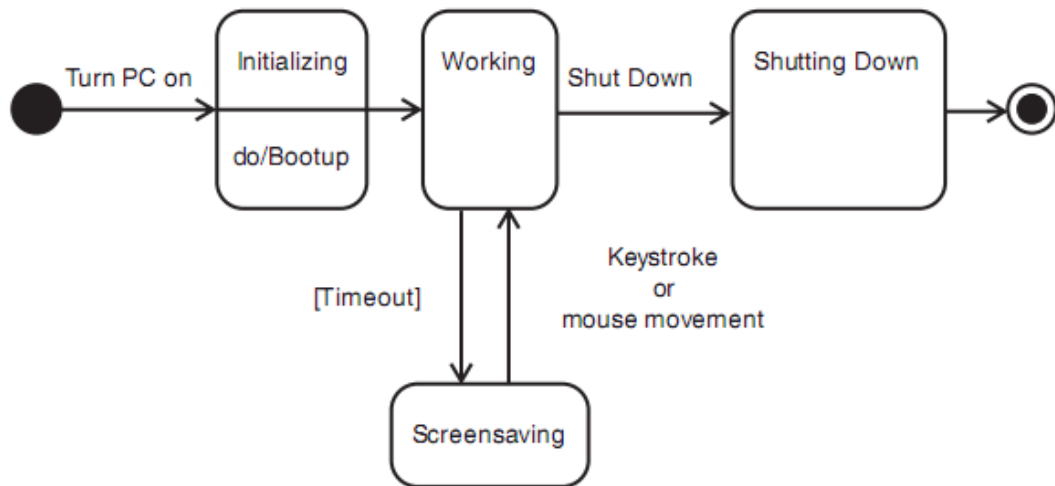 Turn PC on
Initializing
do/Bootup
Working
Shut Down
Shutting Down
[Timeout]
Keystroke
or
mouse movement
Screensaving